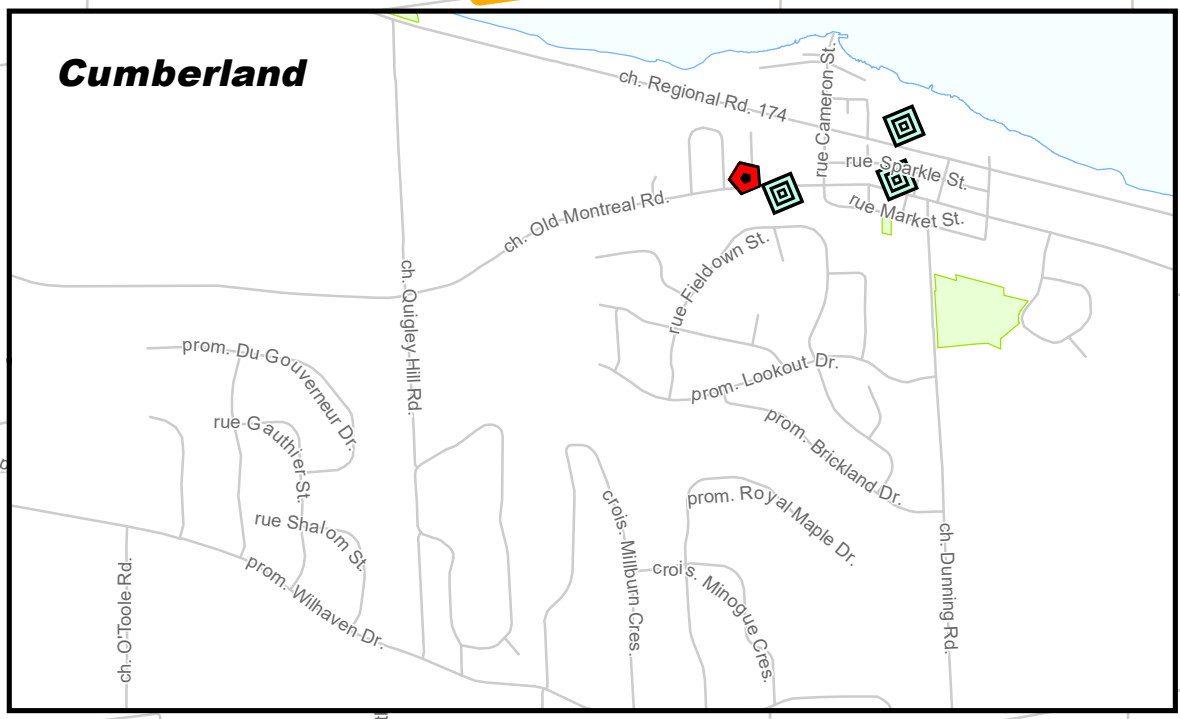 Cumberland
ch. Regional Rd. 174
rue Cameron St.
rue Sparkle St.
rue Market St.
ch. Old Montreal Rd.
rue Fieldown St.
ch. Quigley Hill Rd.
prom. Du Gouverneur Dr.
prom. Lookout Dr.
rue Gauthier St.
prom. Brickland Dr.
crois. Millburn Cres.
prom. Royal Maple Dr.
rue Shalom St.
ch. Dunning Rd.
prom. Wilhaven Dr.
crois. Minogue Cres.
ch. O'Toole Rd.